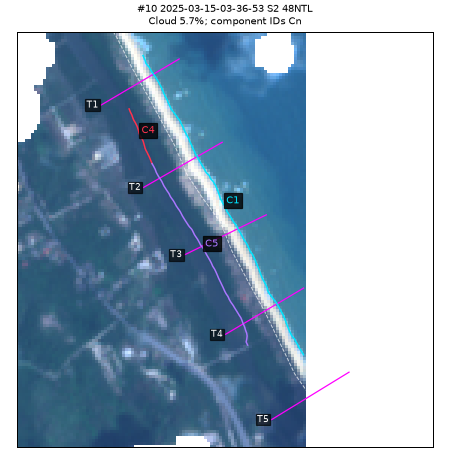 #10 2025-03-15-03-36-53 S2 48NTL
Cloud 5.7%; component IDs Cn
T1
C4
T2
C1
C5
T3
T4
T5